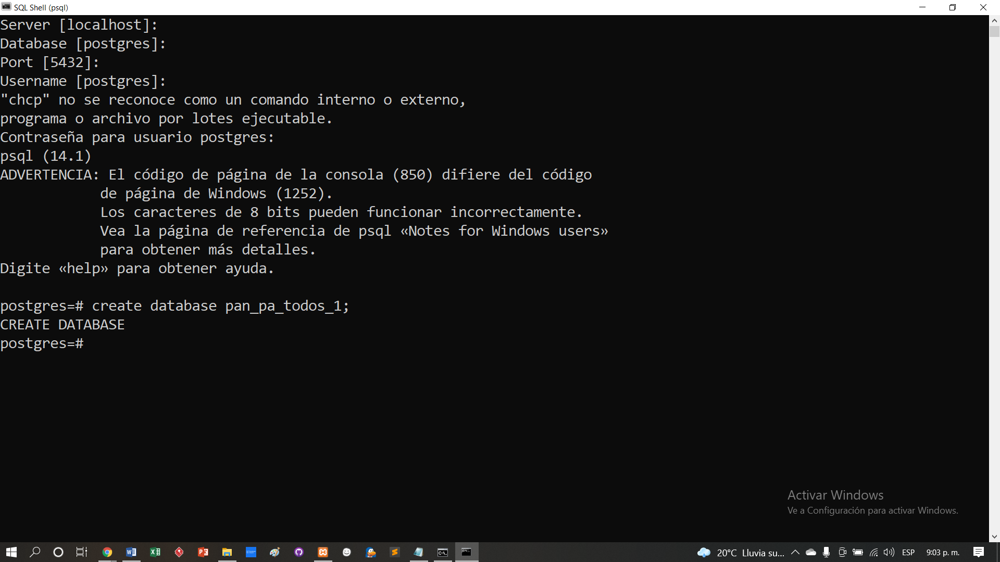 SQL Shell (psql)
Server [localhost]:
Database [postgres]:
Port [5432]:
Username [postgres]:
"chcp" no se reconoce como un comando interno o externo,
programa o archivo por lotes ejecutable.
Contraseña para usuario postgres:
psql (14.1)
ADVERTENCIA: El código de página de la consola (850) difiere del código
de página de Windows (1252).
Los caracteres de 8 bits pueden funcionar incorrectamente.
Vea la página de referencia de psql «Notes for Windows users»
para obtener más detalles.
Digite «help» para obtener ayuda.
postgres=# create database pan_pa_todos_1;
CREATE DATABASE
postgres=#
Activar Windows
Ve a Configuración para activar Windows.
20°C Lluvia su... ESP 9:03 p. m.